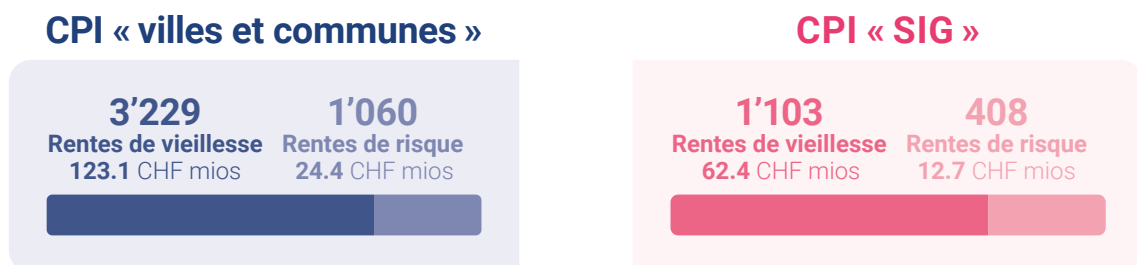 CPI « villes et communes »
3’229
Rentes de vieillesse
123.1 CHF mios
1’060
Rentes de risque
24.4 CHF mios
CPI « SIG »
1’103
Rentes de vieillesse
62.4 CHF mios
408
Rentes de risque
12.7 CHF mios